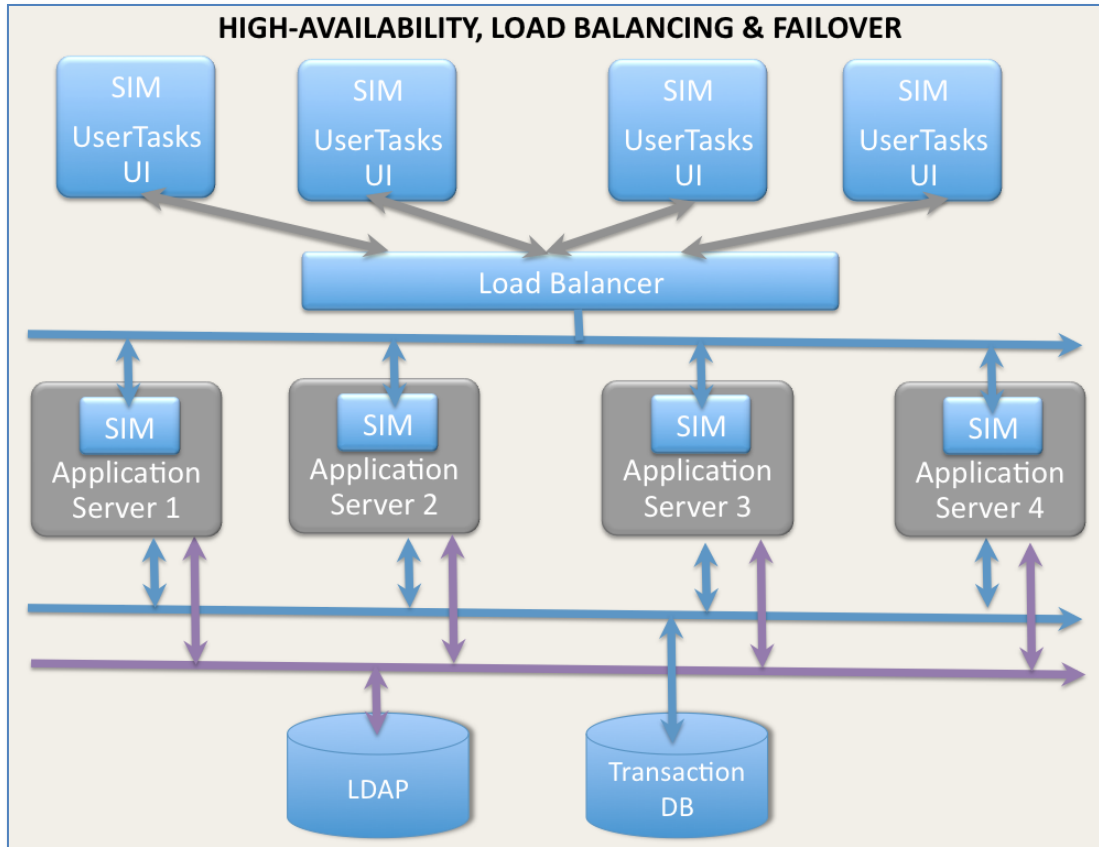 HIGH-AVAILABILITY, LOAD BALANCING & FAILOVER
SIM
UserTasks
UI
SIM
UserTasks
UI
SIM
UserTasks
UI
SIM
UserTasks
UI
Load Balancer
SIM
Application
Server 1
SIM
Application
Server 2
SIM
Application
Server 3
SIM
Application
Server 4
LDAP
Transaction
DB